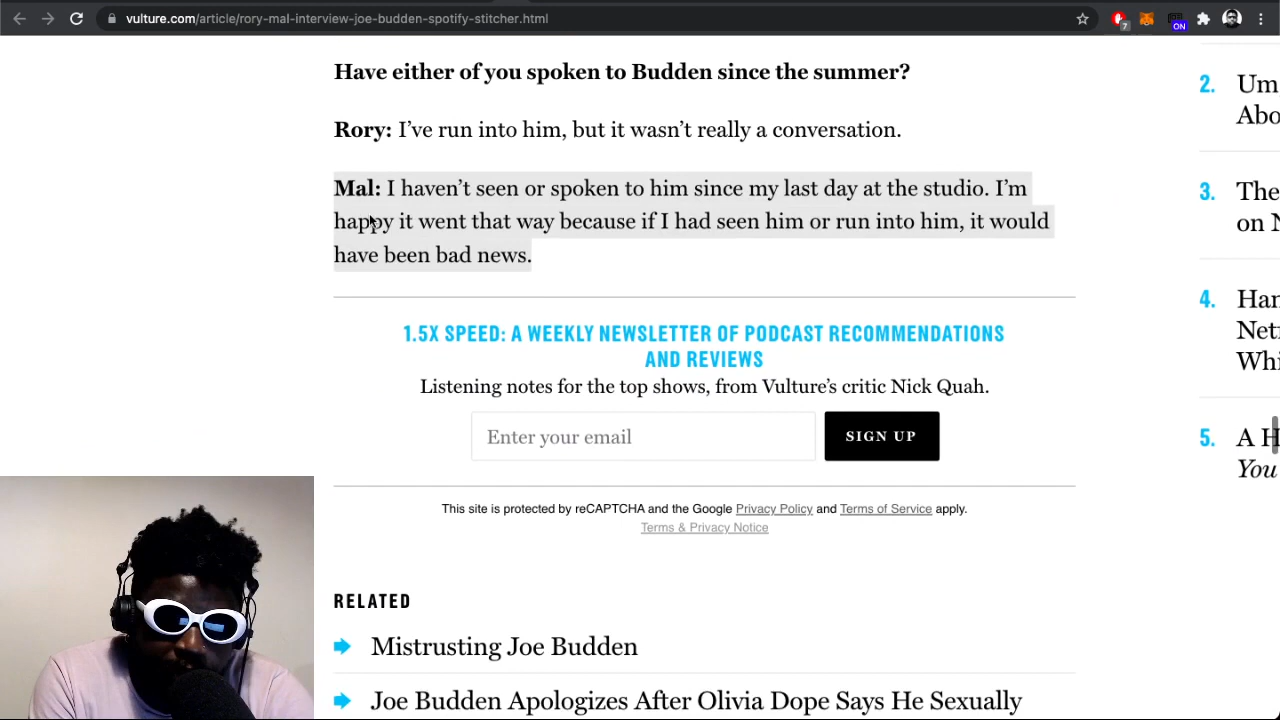 vulture.com/article/rory-mal-interview-joe-budden-spotify-stitcher.html
7
ON
Have either of you spoken to Budden since the summer?
Rory: I've run into him, but it wasn't really a conversation.
Mal: I haven't seen or spoken to him since my last day at the studio. I'm
happy it went that way because if I had seen him or run into him, it would
have been bad news.
1.5X SPEED: A WEEKLY NEWSLETTER OF PODCAST RECOMMENDATIONS
AND REVIEWS
Listening notes for the top shows, from Vulture's critic Nick Quah.
Enter your email
SIGN UP
This site is protected by reCAPTCHA and the Google Privacy Policy and Terms of Service apply.
Terms & Privacy Notice
RELATED
Mistrusting Joe Budden
Joe Budden Apologizes After Olivia Dope Says He Sexually
2.
Um
Abo
3.
The
on
4.
Han
Net
Whi
5.
A H
You